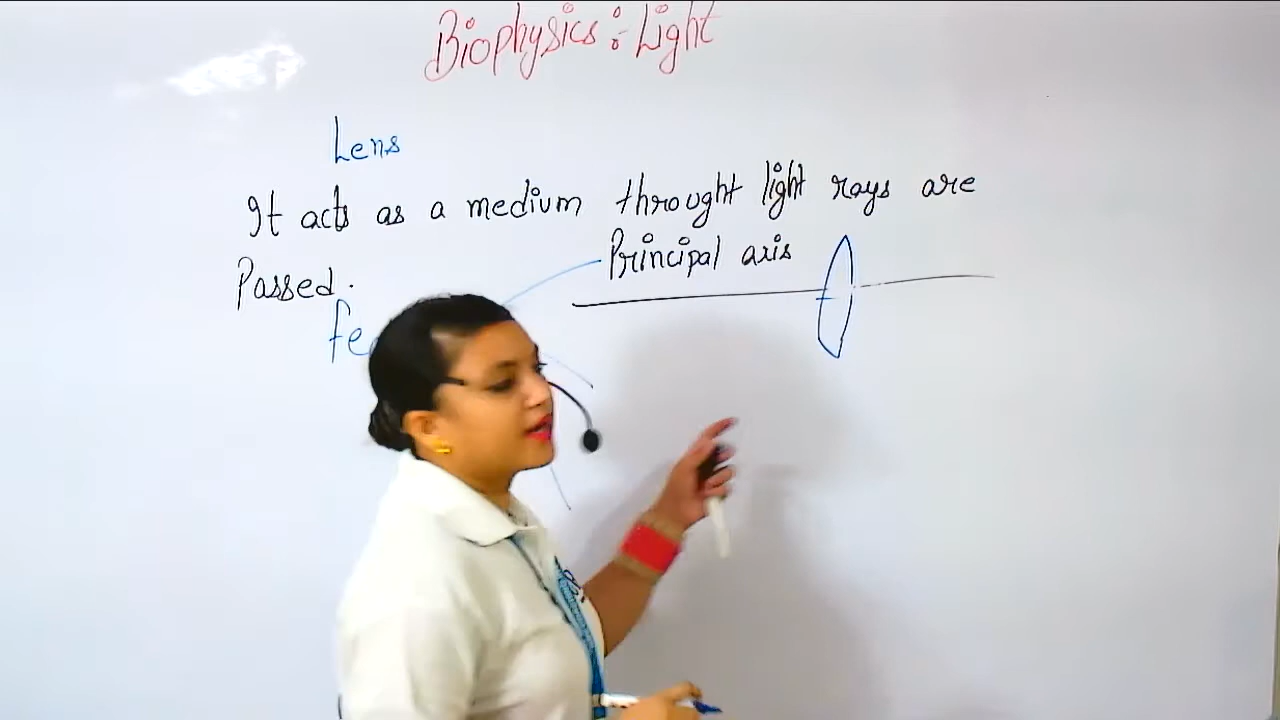 Biophysics : Light
Lens
It acts as a medium throught light rays are
Passed.
Principal axis